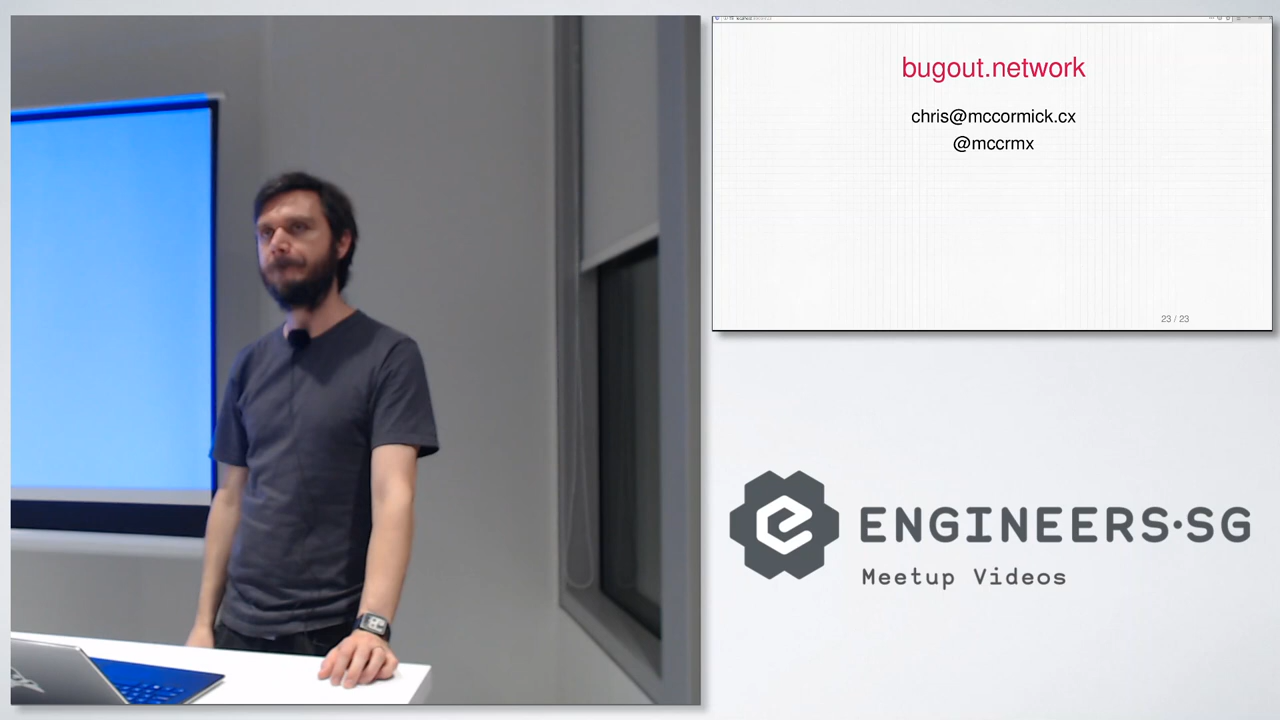 bugout.network
chris@mccormick.cx
@mccrmx
23 / 23
ENGINEERS·SG
Meetup Videos